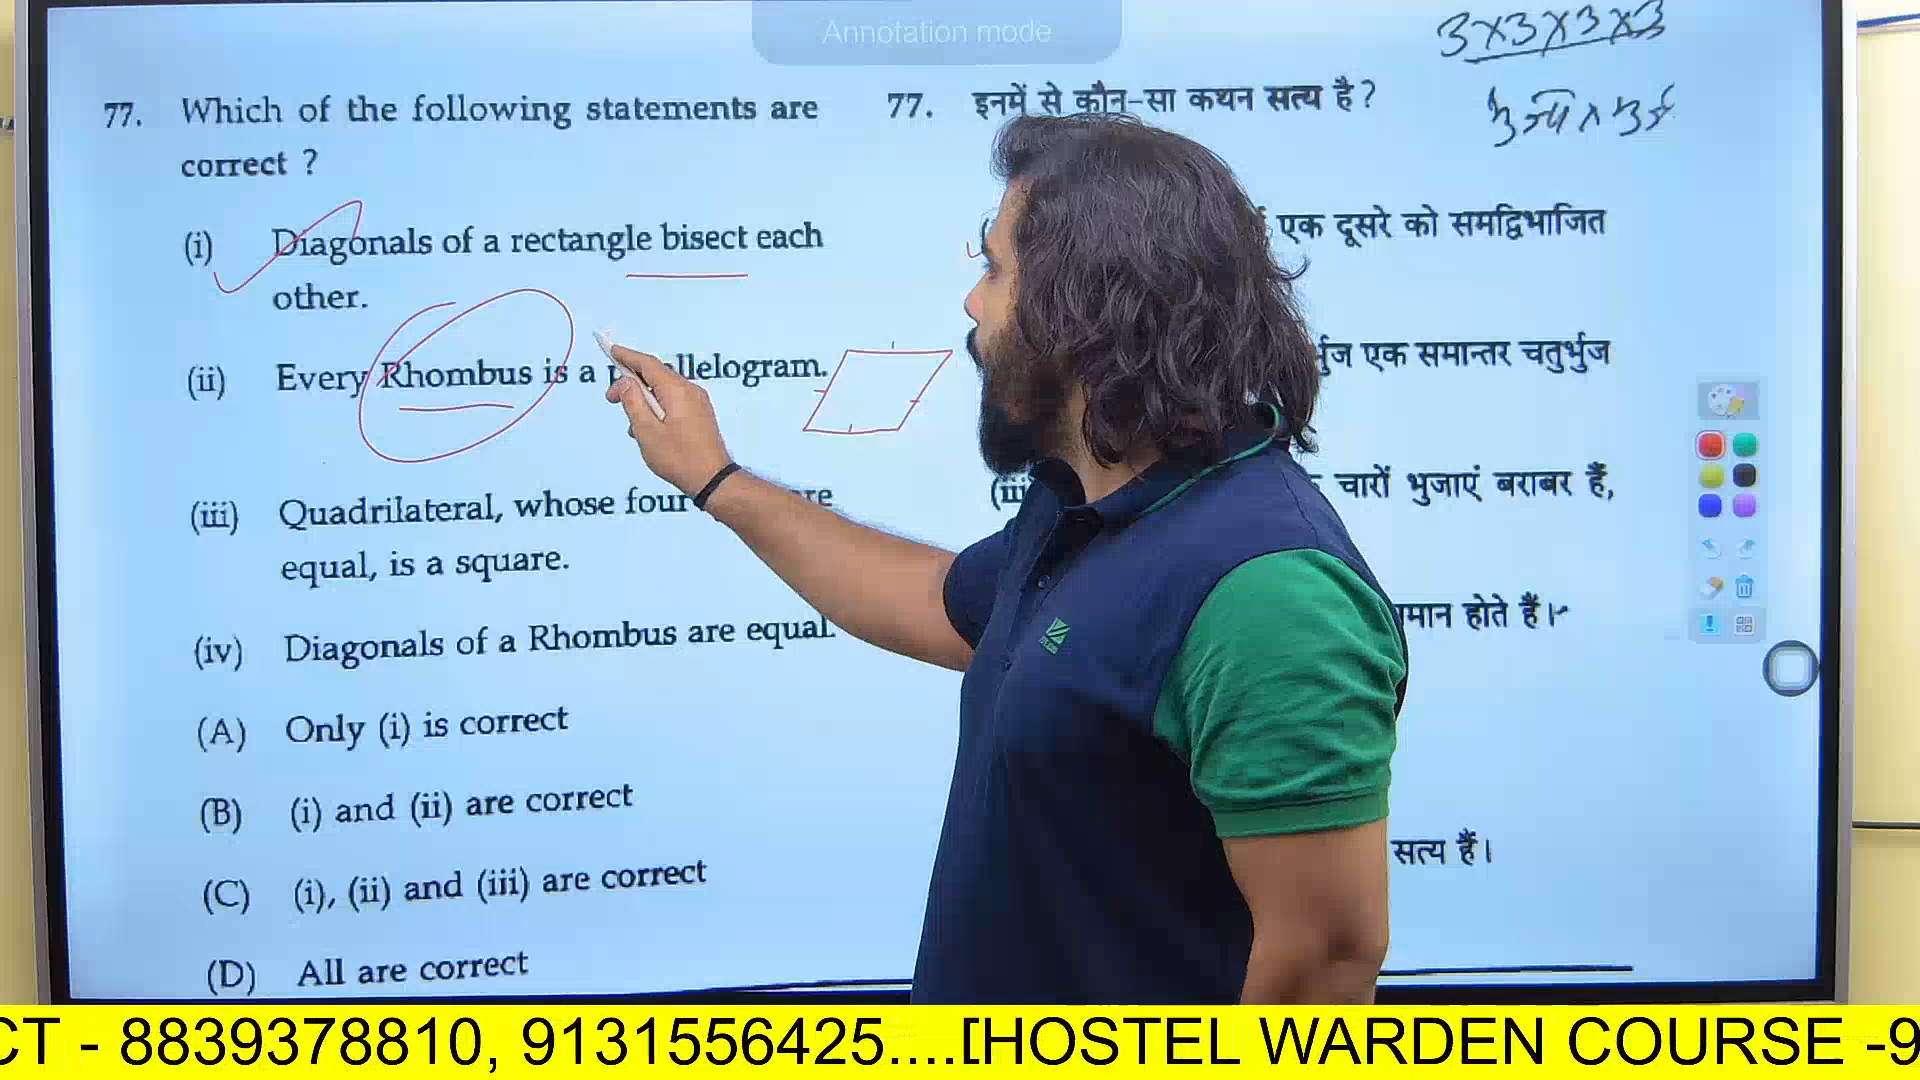 Annotation mode
3×3×3×3
77. Which of the following statements are
correct ?
(i) Diagonals of a rectangle bisect each
other.
(ii) Every Rhombus is a
(iii) Quadrilateral, whose four
equal, is a square.
(iv) Diagonals of a Rhombus are equal.
(A) Only (i) is correct
(B) (i) and (ii) are correct
(C) (i), (ii) and (iii) are correct
(D) All are correct
77. इनमें से कौन-सा कथन सत्य है ?
एक दूसरे को समद्विभाजित
एक समान्तर चतुर्भुज
चारों भुजाएं बराबर हैं,
होते हैं।
सत्य हैं।
- 8839378810, 9131556425....[HOSTEL WARDEN COURSE -9